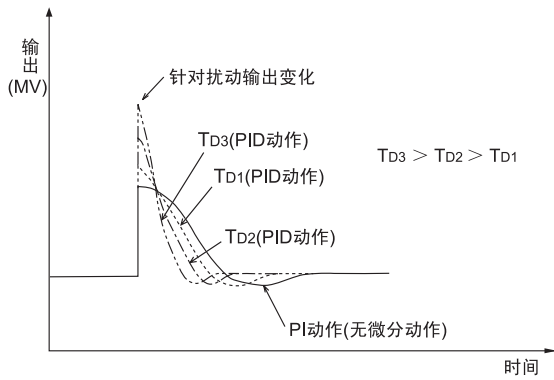 输
出
(MV)
针对扰动输出变化
TD3(PID动作)
TD3 > TD2 > TD1
TD1(PID动作)
TD2(PID动作)
PI动作(无微分动作)
时间